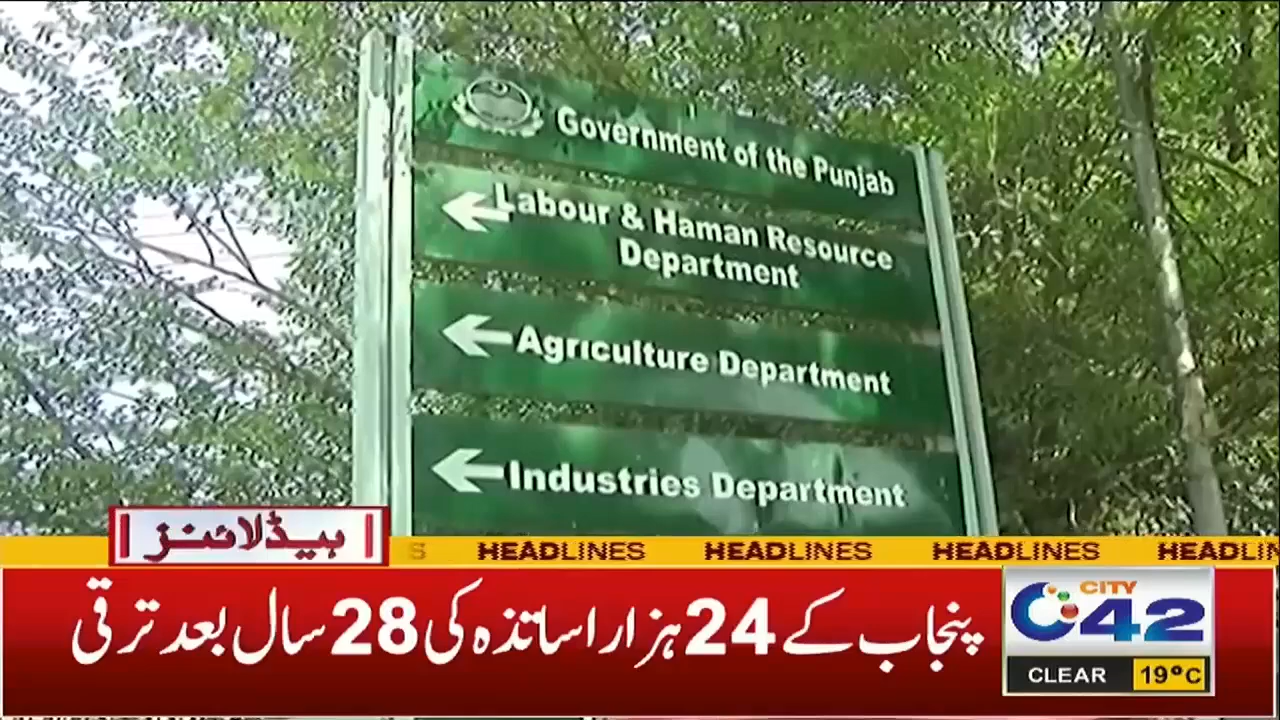 Government of the Punjab
Labour & Haman Resource
Department
Agriculture Department
Industries Department
ہیڈلائنز
S HEADLINES HEADLINES HEADLINES HEADLIN
پنجاب کے 24 ہزار اساتذہ کی 28 سال بعد ترقی
CITY
42
CLEAR 19°C